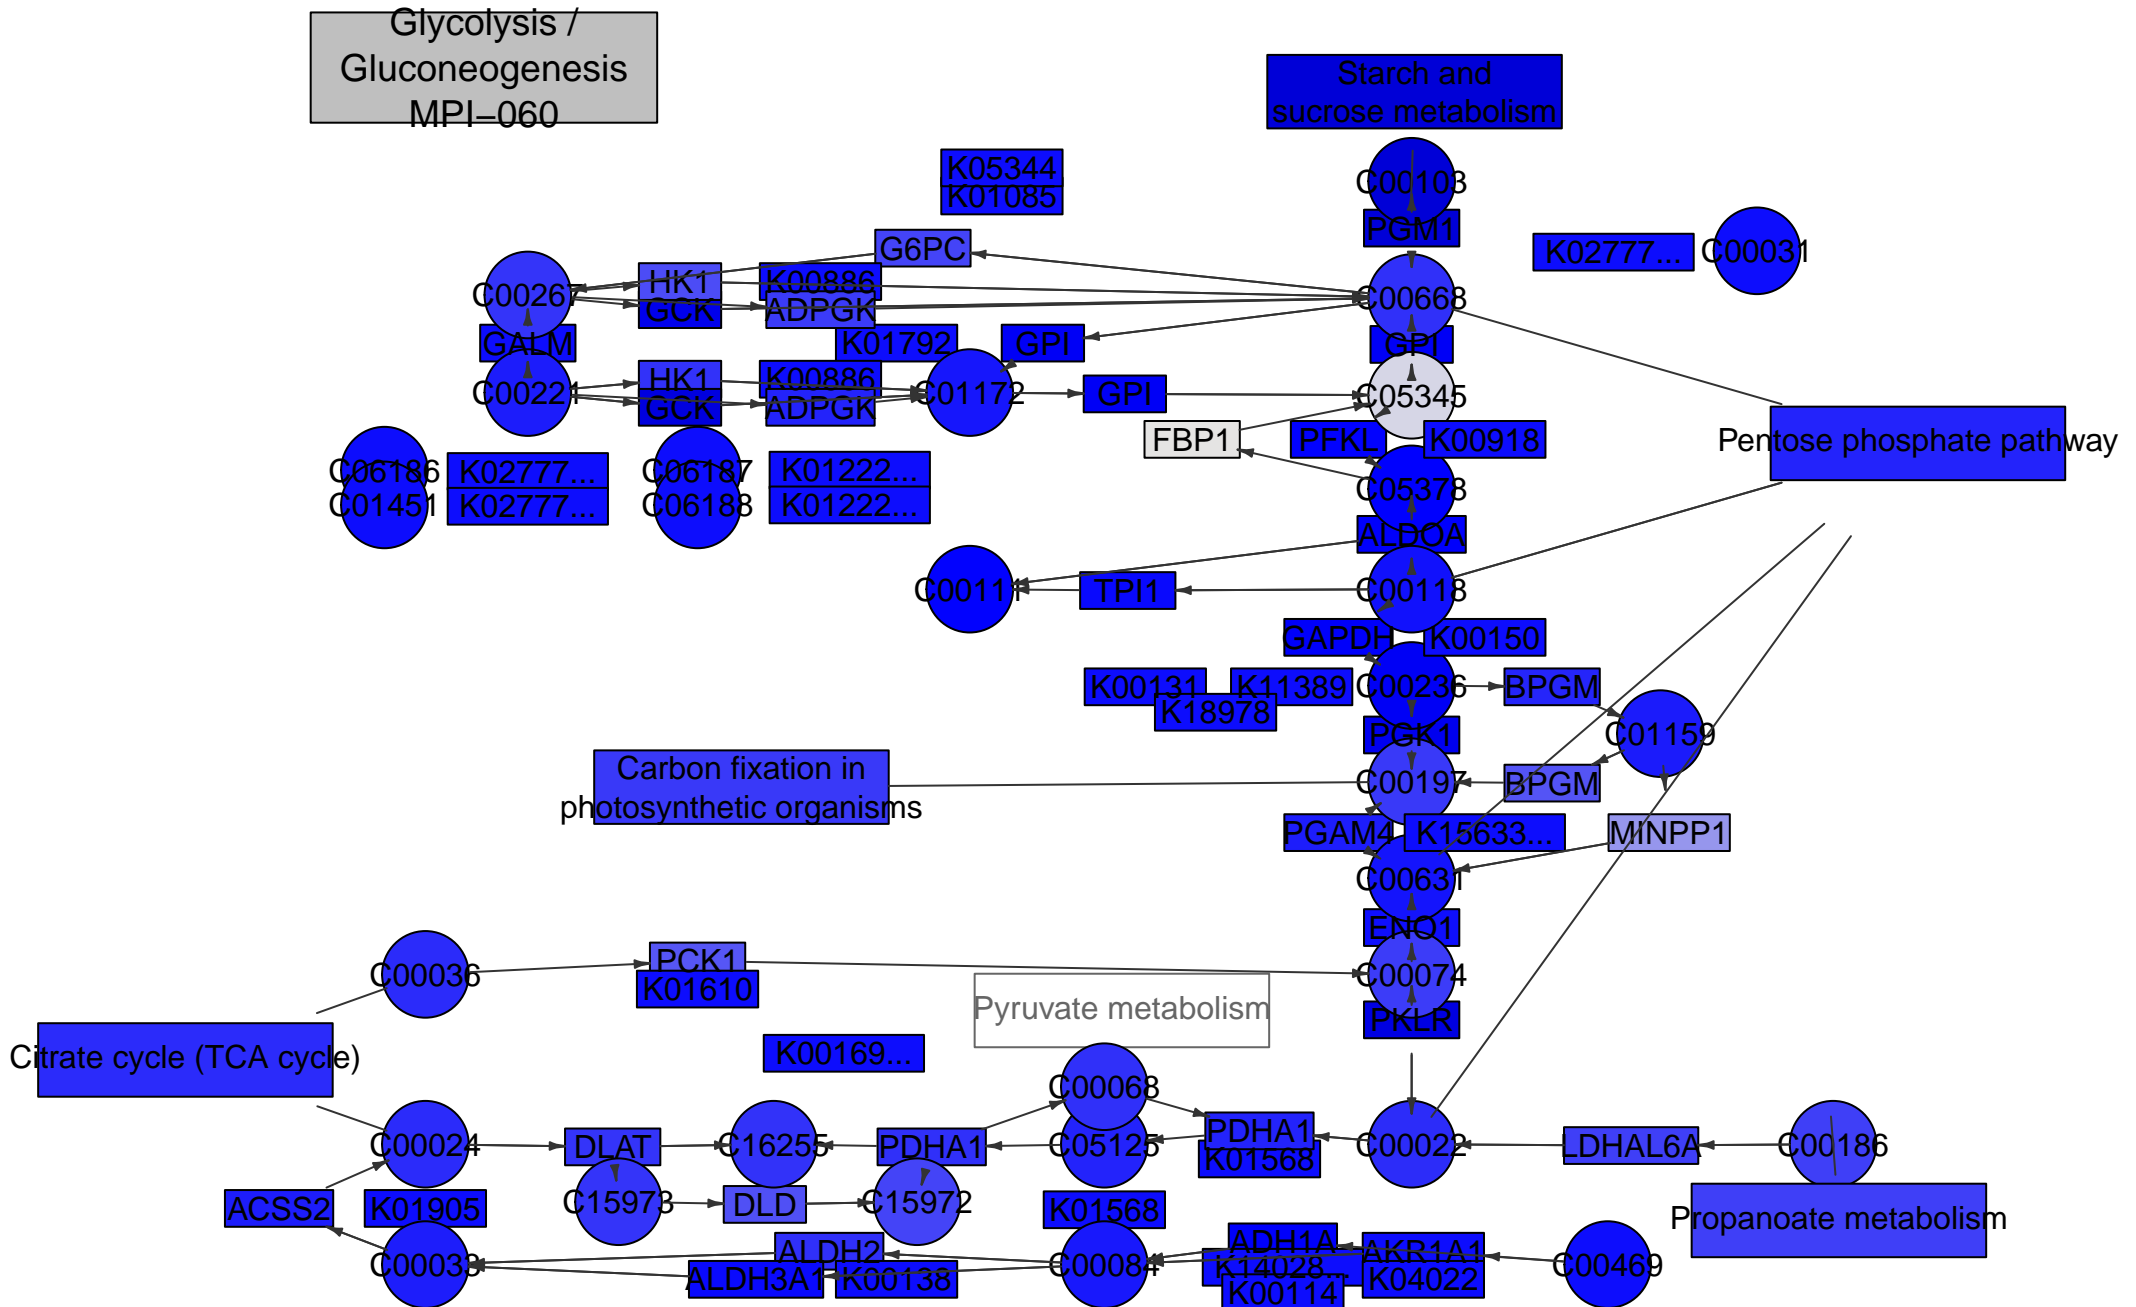 Glycolysis /
Gluconeogenesis
MPI−060
Starch and
sucrose metabolism
K05344
K01085
C00103
PGM1
G6PC
K02777...
C00031
C00267
HK1
K00886
GCK
ADPGK
C00668
GALM
K01792
GPI
GPI
C00221
HK1
K00886
GCK
ADPGK
C01172
GPI
C05345
FBP1
PFKL
K00918
Pentose phosphate pathway
C06186
K02777...
C06187
K01222...
C05378
C01451
K02777...
C06188
K01222...
ALDOA
C00111
TPI1
C00118
GAPDH
K00150
K00131
K11389
C00236
BPGM
K18978
PGK1
C01159
Carbon fixation in
photosynthetic organisms
C00197
BPGM
PGAM4
K15633...
MINPP1
C00631
ENO1
C00036
PCK1
K01610
C00074
Pyruvate metabolism
PKLR
Citrate cycle (TCA cycle)
K00169...
C00068
C00024
DLAT
C16255
PDHA1
C05125
PDHA1
K01568
C00022
LDHAL6A
C00186
ACSS2
K01905
C15973
DLD
C15972
K01568
Propanoate metabolism
C00033
ALDH2
ALDH3A1
K00138
C00084
ADH1A
K14028...
K00114
AKR1A1
K04022
C00469